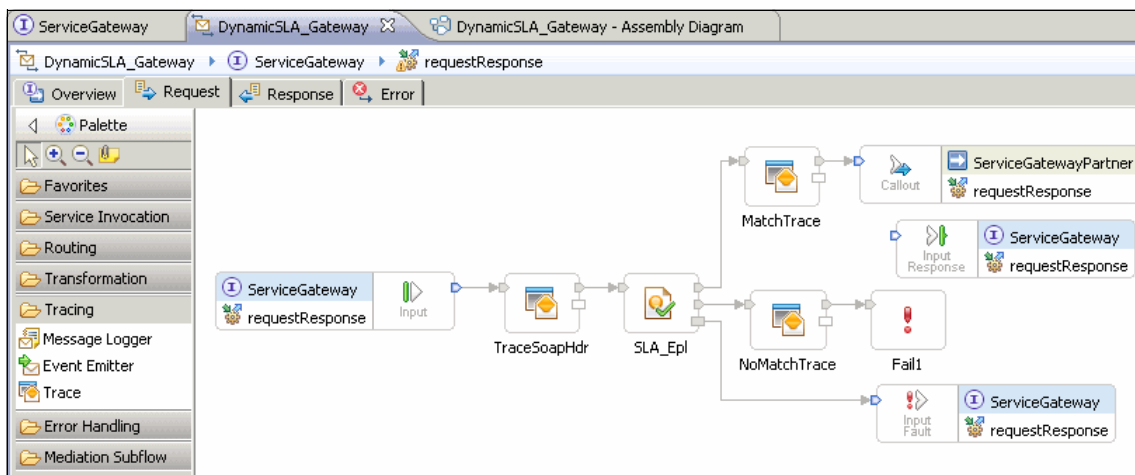 ServiceGateway DynamicSLA_Gateway DynamicSLA_Gateway - Assembly Diagram
DynamicSLA_Gateway ServiceGateway requestResponse
Overview Request Response Error
Palette
Favorites
Service Invocation
Routing
Transformation
Tracing
Message Logger
Event Emitter
Trace
Error Handling
Mediation Subflow
ServiceGateway
requestResponse
Input
TraceSoapHdr
SLA_Epl
MatchTrace
Callout
ServiceGatewayPartner
requestResponse
Input
Response
ServiceGateway
requestResponse
NoMatchTrace
Fail1
Input
Fault
ServiceGateway
requestResponse